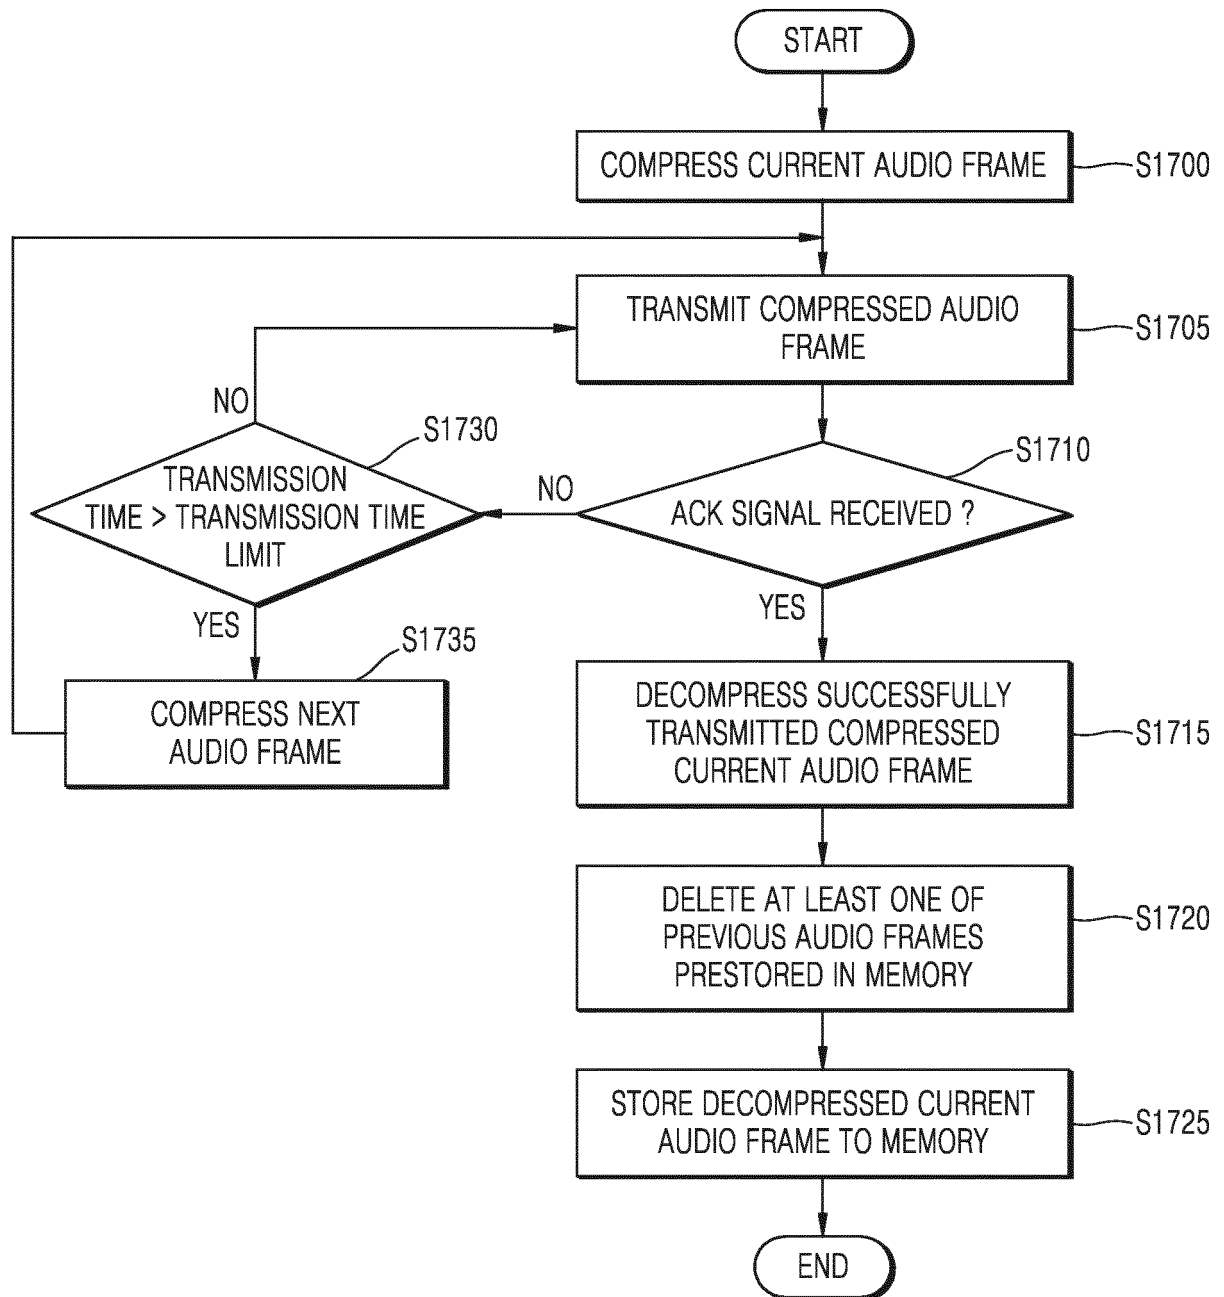 START
COMPRESS CURRENT AUDIO FRAME
S1700
TRANSMIT COMPRESSED AUDIO
FRAME
S1705
NO
S1730
TRANSMISSION
TIME > TRANSMISSION TIME
LIMIT
NO
S1710
ACK SIGNAL RECEIVED ?
YES
YES
S1735
COMPRESS NEXT
AUDIO FRAME
DECOMPRESS SUCCESSFULLY
TRANSMITTED COMPRESSED
CURRENT AUDIO FRAME
S1715
DELETE AT LEAST ONE OF
PREVIOUS AUDIO FRAMES
PRESTORED IN MEMORY
S1720
STORE DECOMPRESSED CURRENT
AUDIO FRAME TO MEMORY
S1725
END